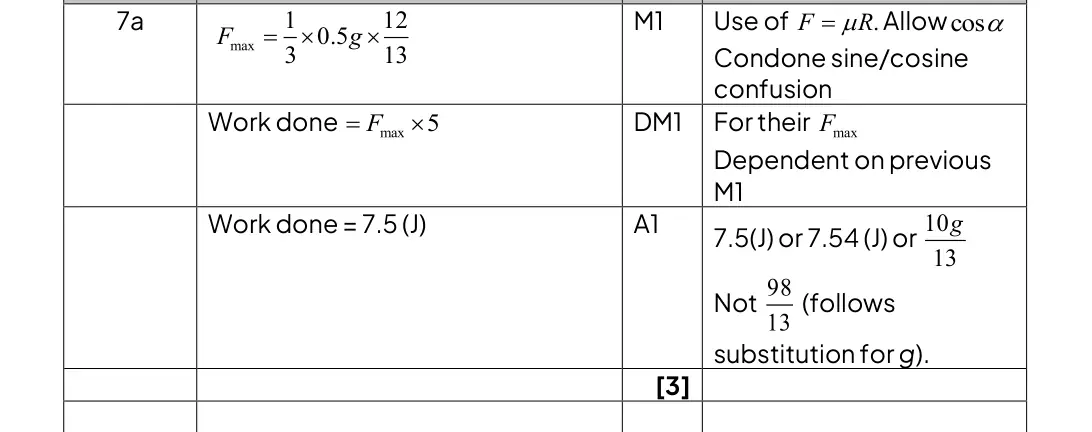 7a
F_max = 1/3 × 0.5g × 12/13
M1
Use of F = μR. Allow cos α
Condone sine/cosine
confusion
Work done = F_max × 5
DM1
For their F_max
Dependent on previous
M1
Work done = 7.5 (J)
A1
7.5(J) or 7.54 (J) or 10g/13
Not 98/13 (follows
substitution for g).
[3]